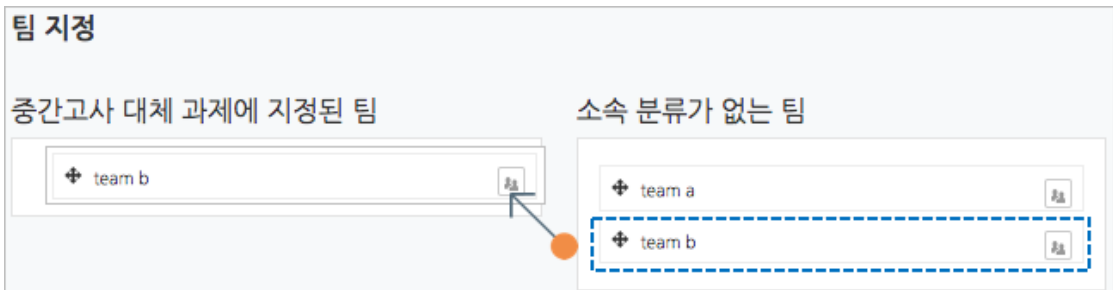 팀 지정
중간고사 대체 과제에 지정된 팀
team b
소속 분류가 없는 팀
team a
team b